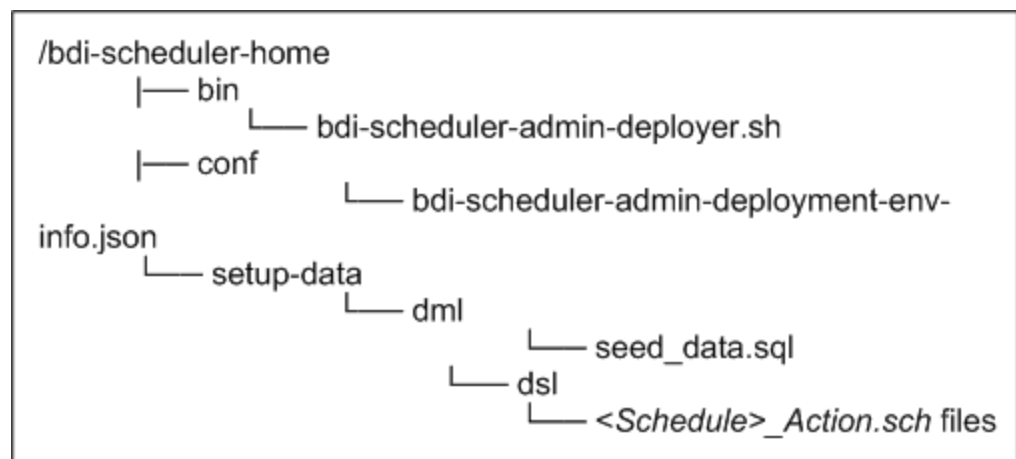 /bdi-scheduler-home
|── bin
└── bdi-scheduler-admin-deployer.sh
|── conf
└── bdi-scheduler-admin-deployment-env-
info.json
└── setup-data
└── dml
└── seed_data.sql
└── dsl
└── <Schedule>_Action.sch files